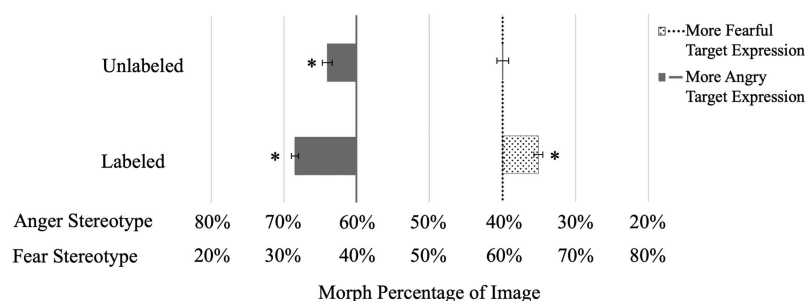 More Fearful
Target Expression
Unlabeled
*
More Angry
Target Expression
Labeled
*
*
Anger Stereotype 80% 70% 60% 50% 40% 30% 20%
Fear Stereotype 20% 30% 40% 50% 60% 70% 80%
Morph Percentage of Image